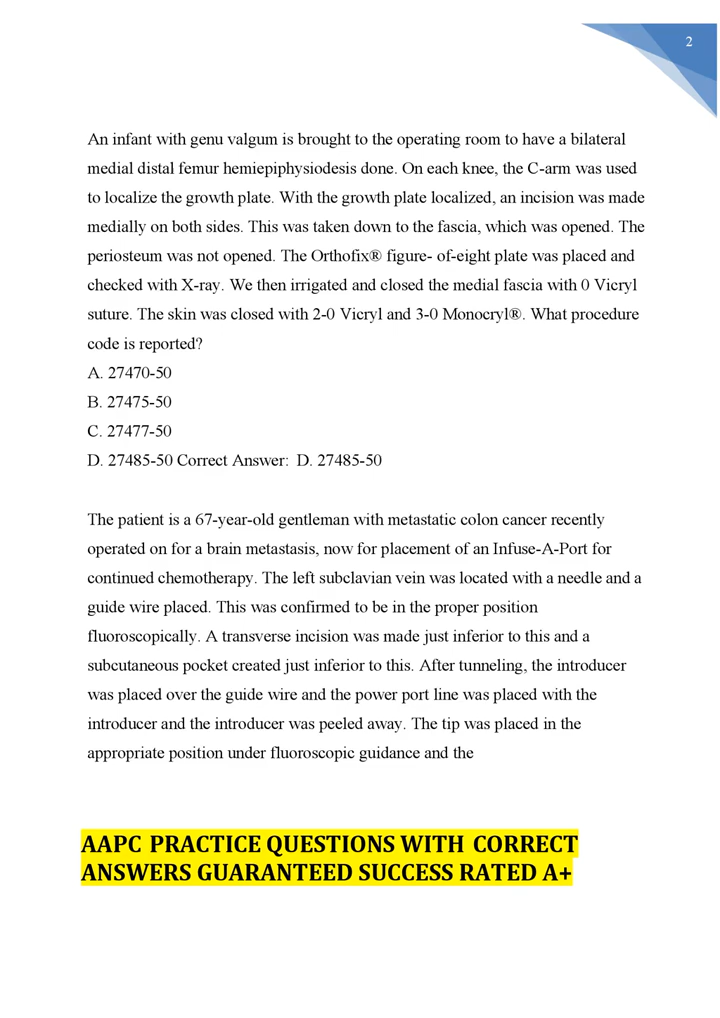 2
An infant with genu valgum is brought to the operating room to have a bilateral
medial distal femur hemiepiphysiodesis done. On each knee, the C-arm was used
to localize the growth plate. With the growth plate localized, an incision was made
medially on both sides. This was taken down to the fascia, which was opened. The
periosteum was not opened. The Orthofix® figure- of-eight plate was placed and
checked with X-ray. We then irrigated and closed the medial fascia with 0 Vicryl
suture. The skin was closed with 2-0 Vicryl and 3-0 Monocryl®. What procedure
code is reported?
A. 27470-50
B. 27475-50
C. 27477-50
D. 27485-50 Correct Answer: D. 27485-50
The patient is a 67-year-old gentleman with metastatic colon cancer recently
operated on for a brain metastasis, now for placement of an Infuse-A-Port for
continued chemotherapy. The left subclavian vein was located with a needle and a
guide wire placed. This was confirmed to be in the proper position
fluoroscopically. A transverse incision was made just inferior to this and a
subcutaneous pocket created just inferior to this. After tunneling, the introducer
was placed over the guide wire and the power port line was placed with the
introducer and the introducer was peeled away. The tip was placed in the
appropriate position under fluoroscopic guidance and the
AAPC PRACTICE QUESTIONS WITH CORRECT
ANSWERS GUARANTEED SUCCESS RATED A+